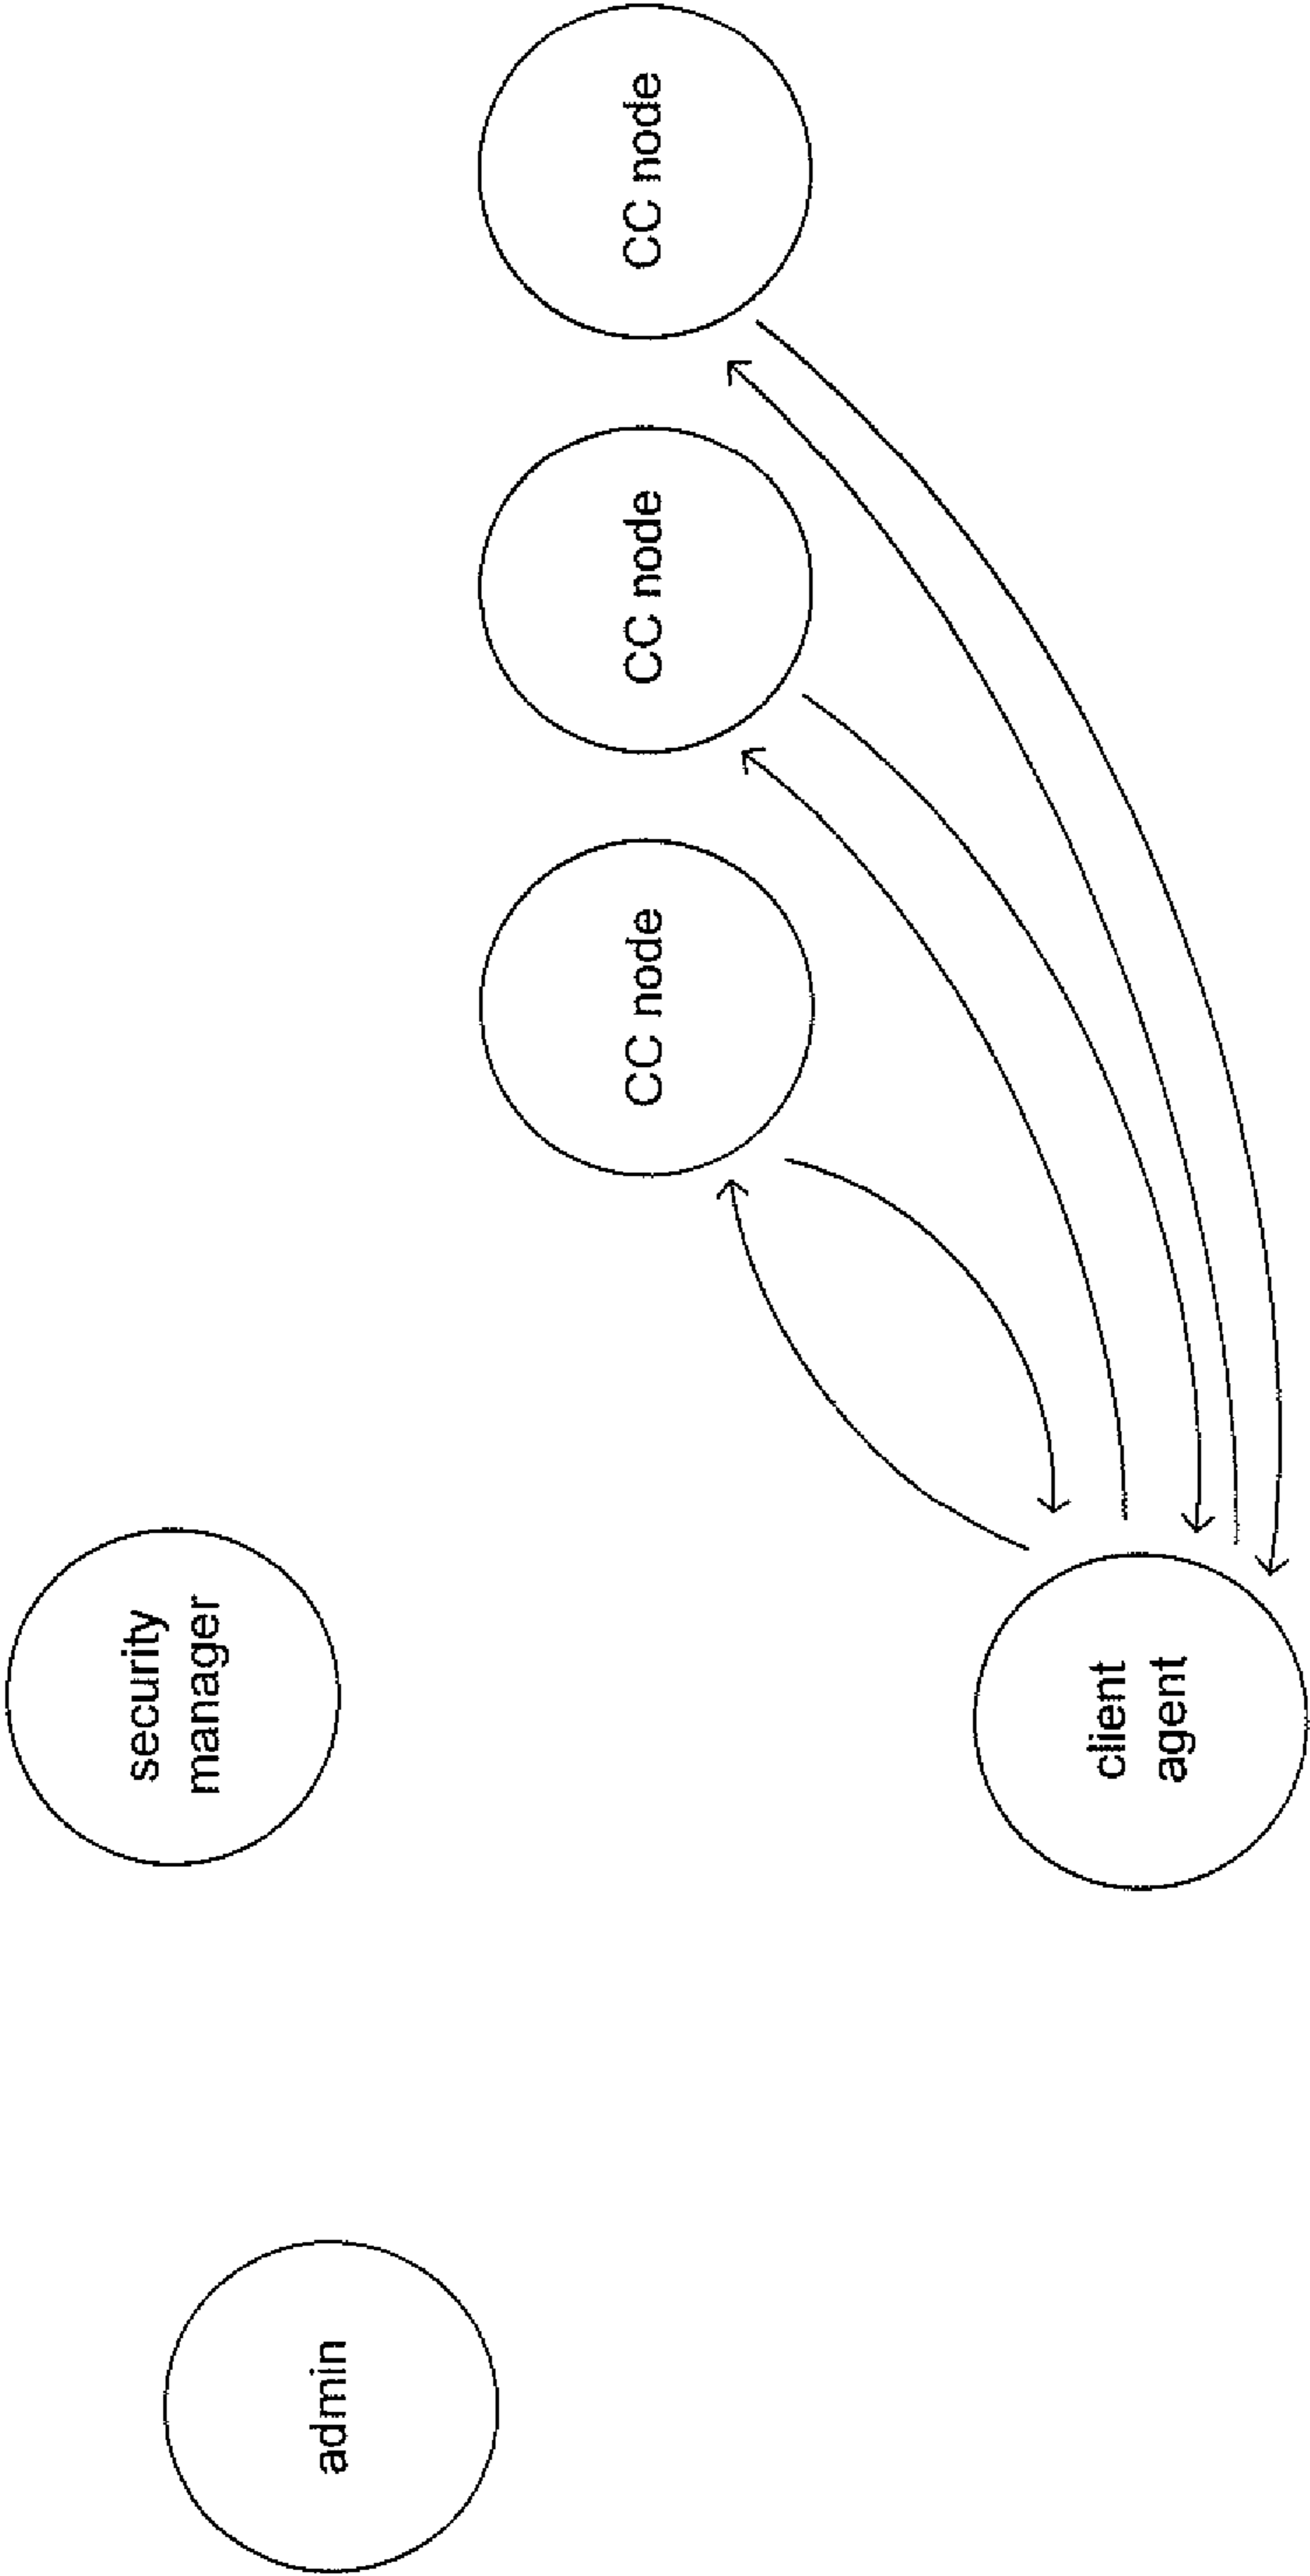 admin
security
manager
CC node
CC node
CC node
client
agent